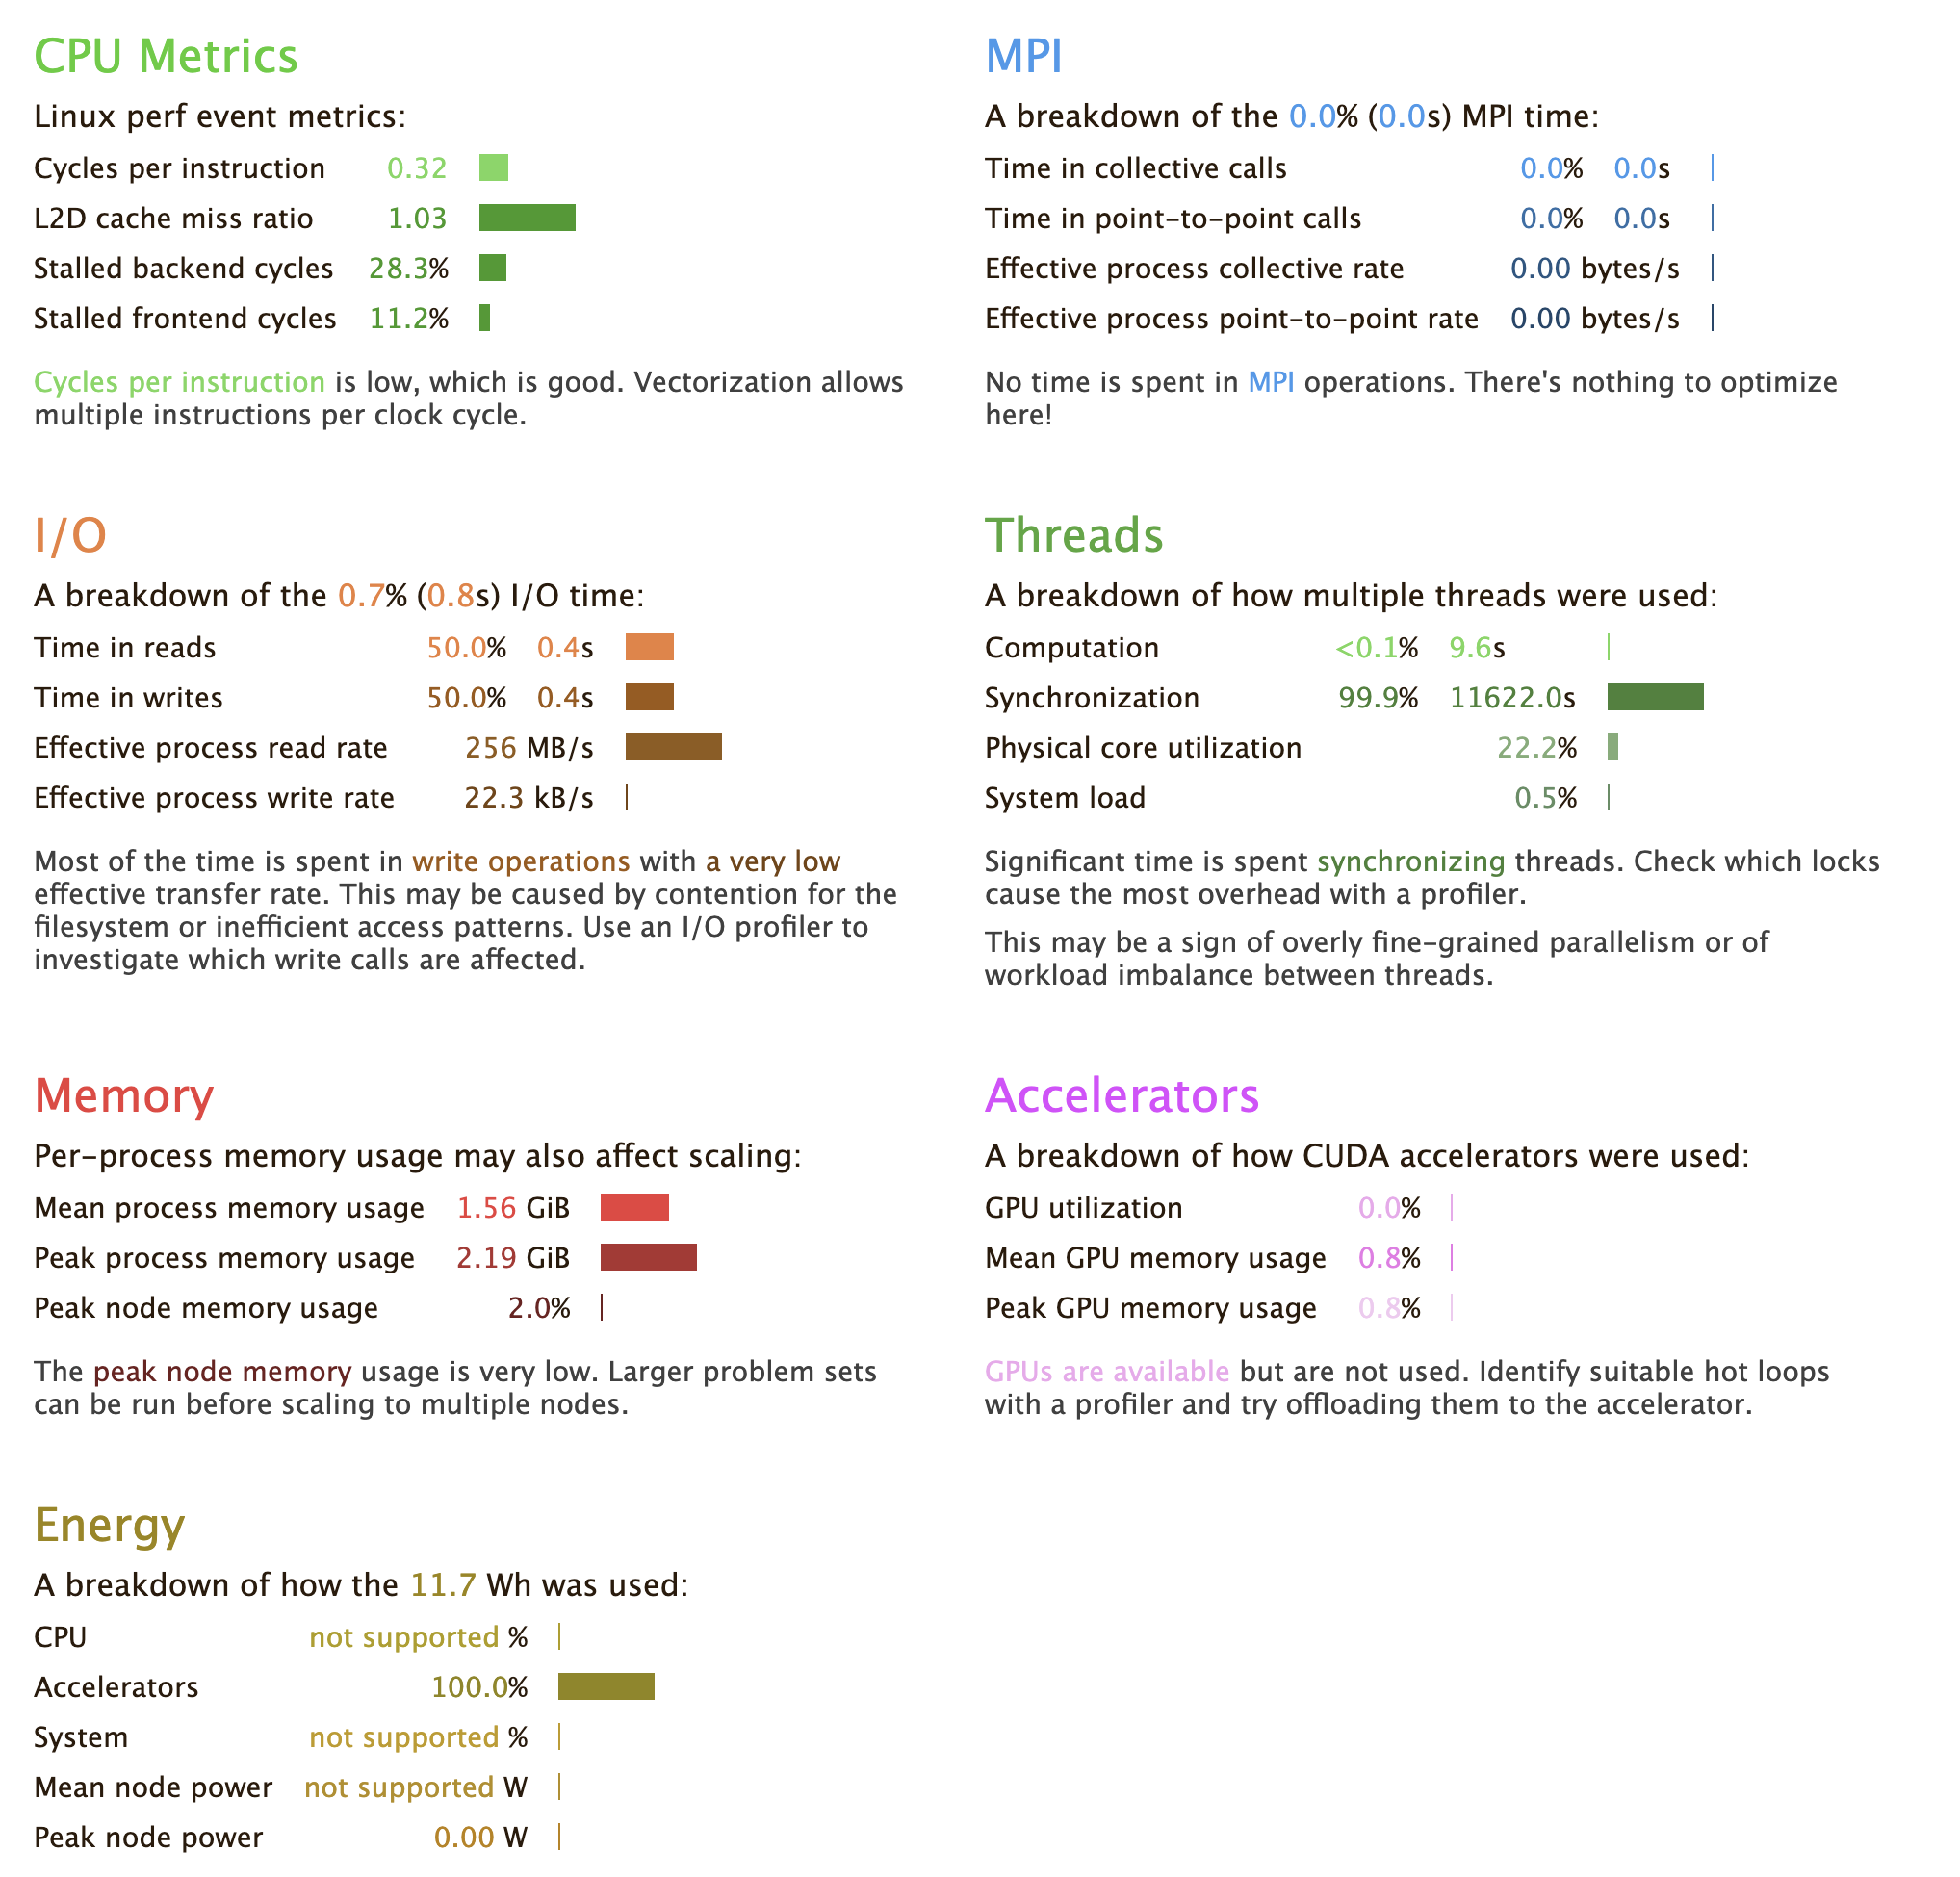 CPU Metrics
Linux perf event metrics:
Cycles per instruction 0.32
L2D cache miss ratio 1.03
Stalled backend cycles 28.3%
Stalled frontend cycles 11.2%
Cycles per instruction is low, which is good. Vectorization allows
multiple instructions per clock cycle.
MPI
A breakdown of the 0.0% (0.0s) MPI time:
Time in collective calls 0.0% 0.0s
Time in point-to-point calls 0.0% 0.0s
Effective process collective rate 0.00 bytes/s
Effective process point-to-point rate 0.00 bytes/s
No time is spent in MPI operations. There's nothing to optimize
here!
I/O
A breakdown of the 0.7% (0.8s) I/O time:
Time in reads 50.0% 0.4s
Time in writes 50.0% 0.4s
Effective process read rate 256 MB/s
Effective process write rate 22.3 kB/s
Most of the time is spent in write operations with a very low
effective transfer rate. This may be caused by contention for the
filesystem or inefficient access patterns. Use an I/O profiler to
investigate which write calls are affected.
Threads
A breakdown of how multiple threads were used:
Computation <0.1% 9.6s
Synchronization 99.9% 11622.0s
Physical core utilization 22.2%
System load 0.5%
Significant time is spent synchronizing threads. Check which locks
cause the most overhead with a profiler.
This may be a sign of overly fine-grained parallelism or of
workload imbalance between threads.
Memory
Per-process memory usage may also affect scaling:
Mean process memory usage 1.56 GiB
Peak process memory usage 2.19 GiB
Peak node memory usage 2.0%
The peak node memory usage is very low. Larger problem sets
can be run before scaling to multiple nodes.
Accelerators
A breakdown of how CUDA accelerators were used:
GPU utilization 0.0%
Mean GPU memory usage 0.8%
Peak GPU memory usage 0.8%
GPUs are available but are not used. Identify suitable hot loops
with a profiler and try offloading them to the accelerator.
Energy
A breakdown of how the 11.7 Wh was used:
CPU not supported %
Accelerators 100.0%
System not supported %
Mean node power not supported W
Peak node power 0.00 W